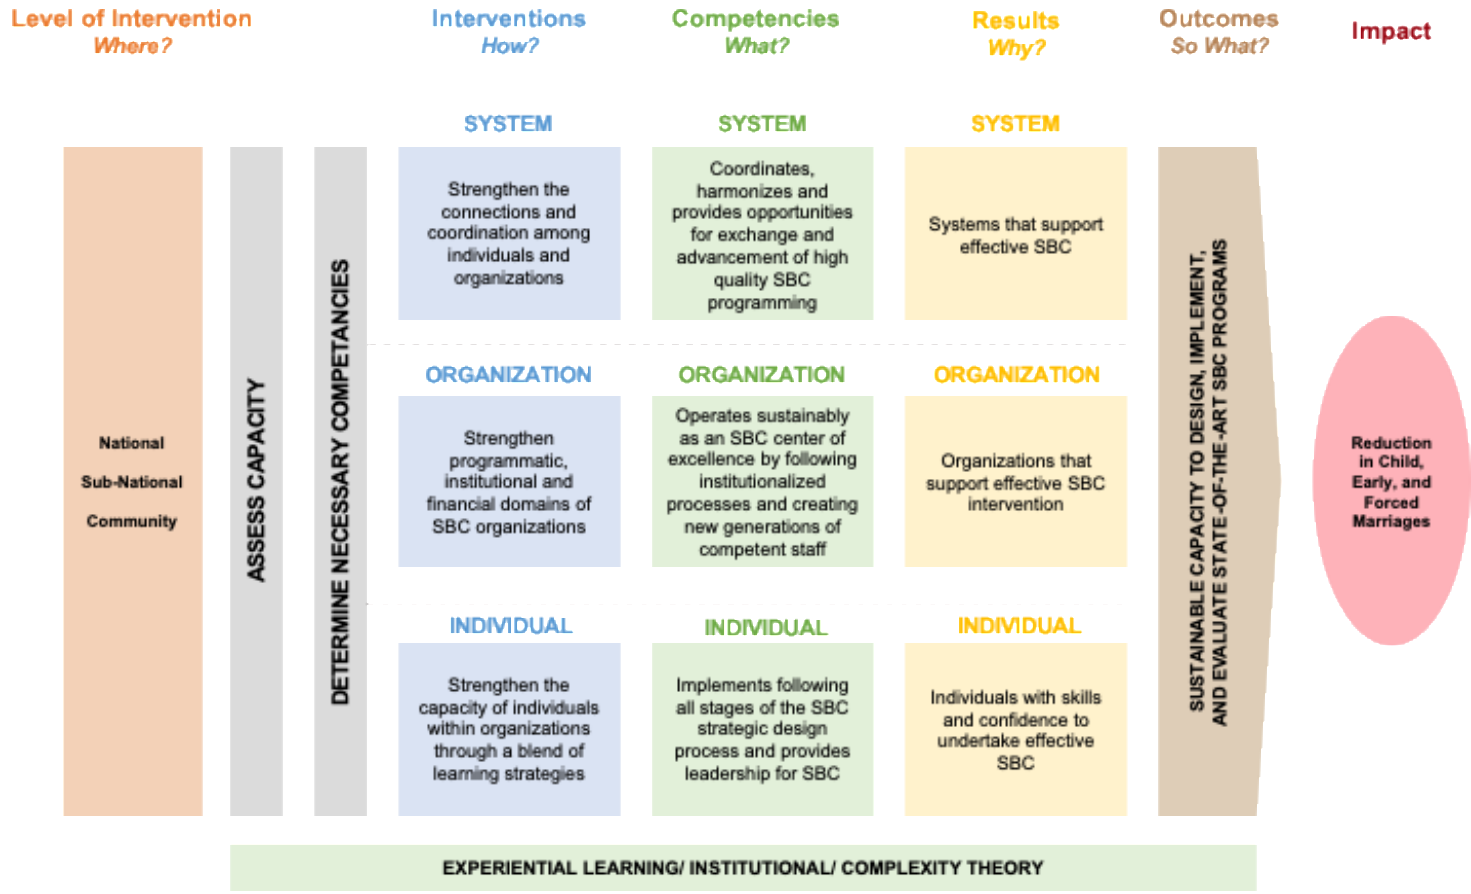 Level of Intervention
Where?
Interventions
How?
Competencies
What?
Results
Why?
Outcomes
So What?
Impact
National
Sub-National
Community
ASSESS CAPACITY
DETERMINE NECESSARY COMPETANCIES
SYSTEM
Strengthen the
connections and
coordination among
individuals and
organizations
SYSTEM
Coordinates,
harmonizes and
provides opportunities
for exchange and
advancement of high
quality SBC
programming
SYSTEM
Systems that support
effective SBC
ORGANIZATION
Strengthen
programmatic,
institutional and
financial domains of
SBC organizations
ORGANIZATION
Operates sustainably
as an SBC center of
excellence by following
institutionalized
processes and creating
new generations of
competent staff
ORGANIZATION
Organizations that
support effective SBC
intervention
INDIVIDUAL
Strengthen the
capacity of individuals
within organizations
through a blend of
learning strategies
INDIVIDUAL
Implements following
all stages of the SBC
strategic design
process and provides
leadership for SBC
INDIVIDUAL
Individuals with skills
and confidence to
undertake effective
SBC
SUSTAINABLE CAPACITY TO DESIGN, IMPLEMENT,
AND EVALUATE STATE-OF-THE-ART SBC PROGRAMS
Reduction
in Child,
Early, and
Forced
Marriages
EXPERIENTIAL LEARNING/ INSTITUTIONAL/ COMPLEXITY THEORY